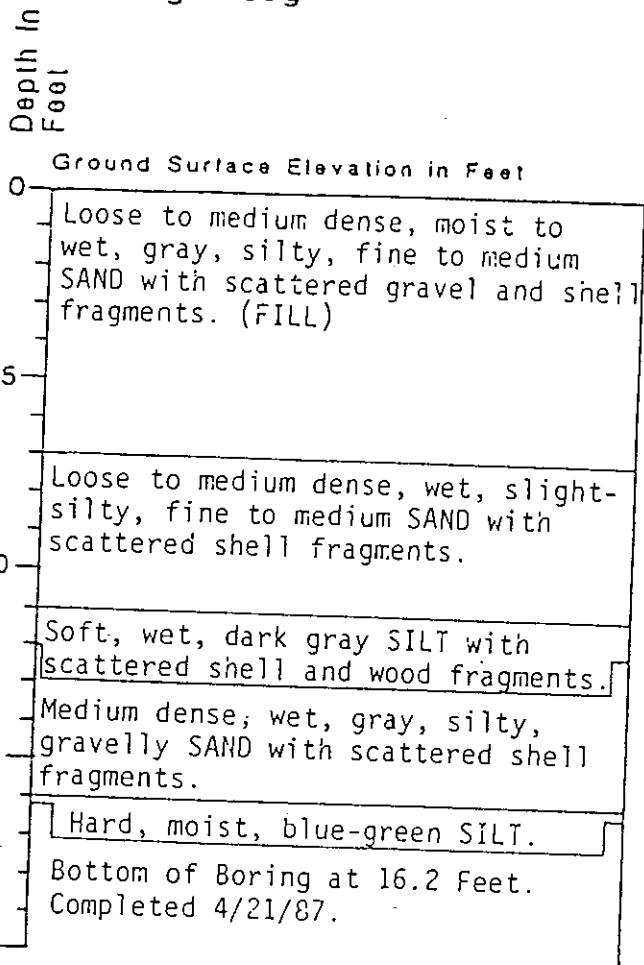 Depth In
Feet
Ground Surface Elevation in Feet
0
Loose to medium dense, moist to
wet, gray, silty, fine to medium
SAND with scattered gravel and shell
fragments. (FILL)
5
Loose to medium dense, wet, slight-
silty, fine to medium SAND with
scattered shell fragments.
0
Soft, wet, dark gray SILT with
scattered shell and wood fragments.
Medium dense, wet, gray, silty,
gravelly SAND with scattered shell
fragments.
Hard, moist, blue-green SILT.
Bottom of Boring at 16.2 Feet.
Completed 4/21/87.